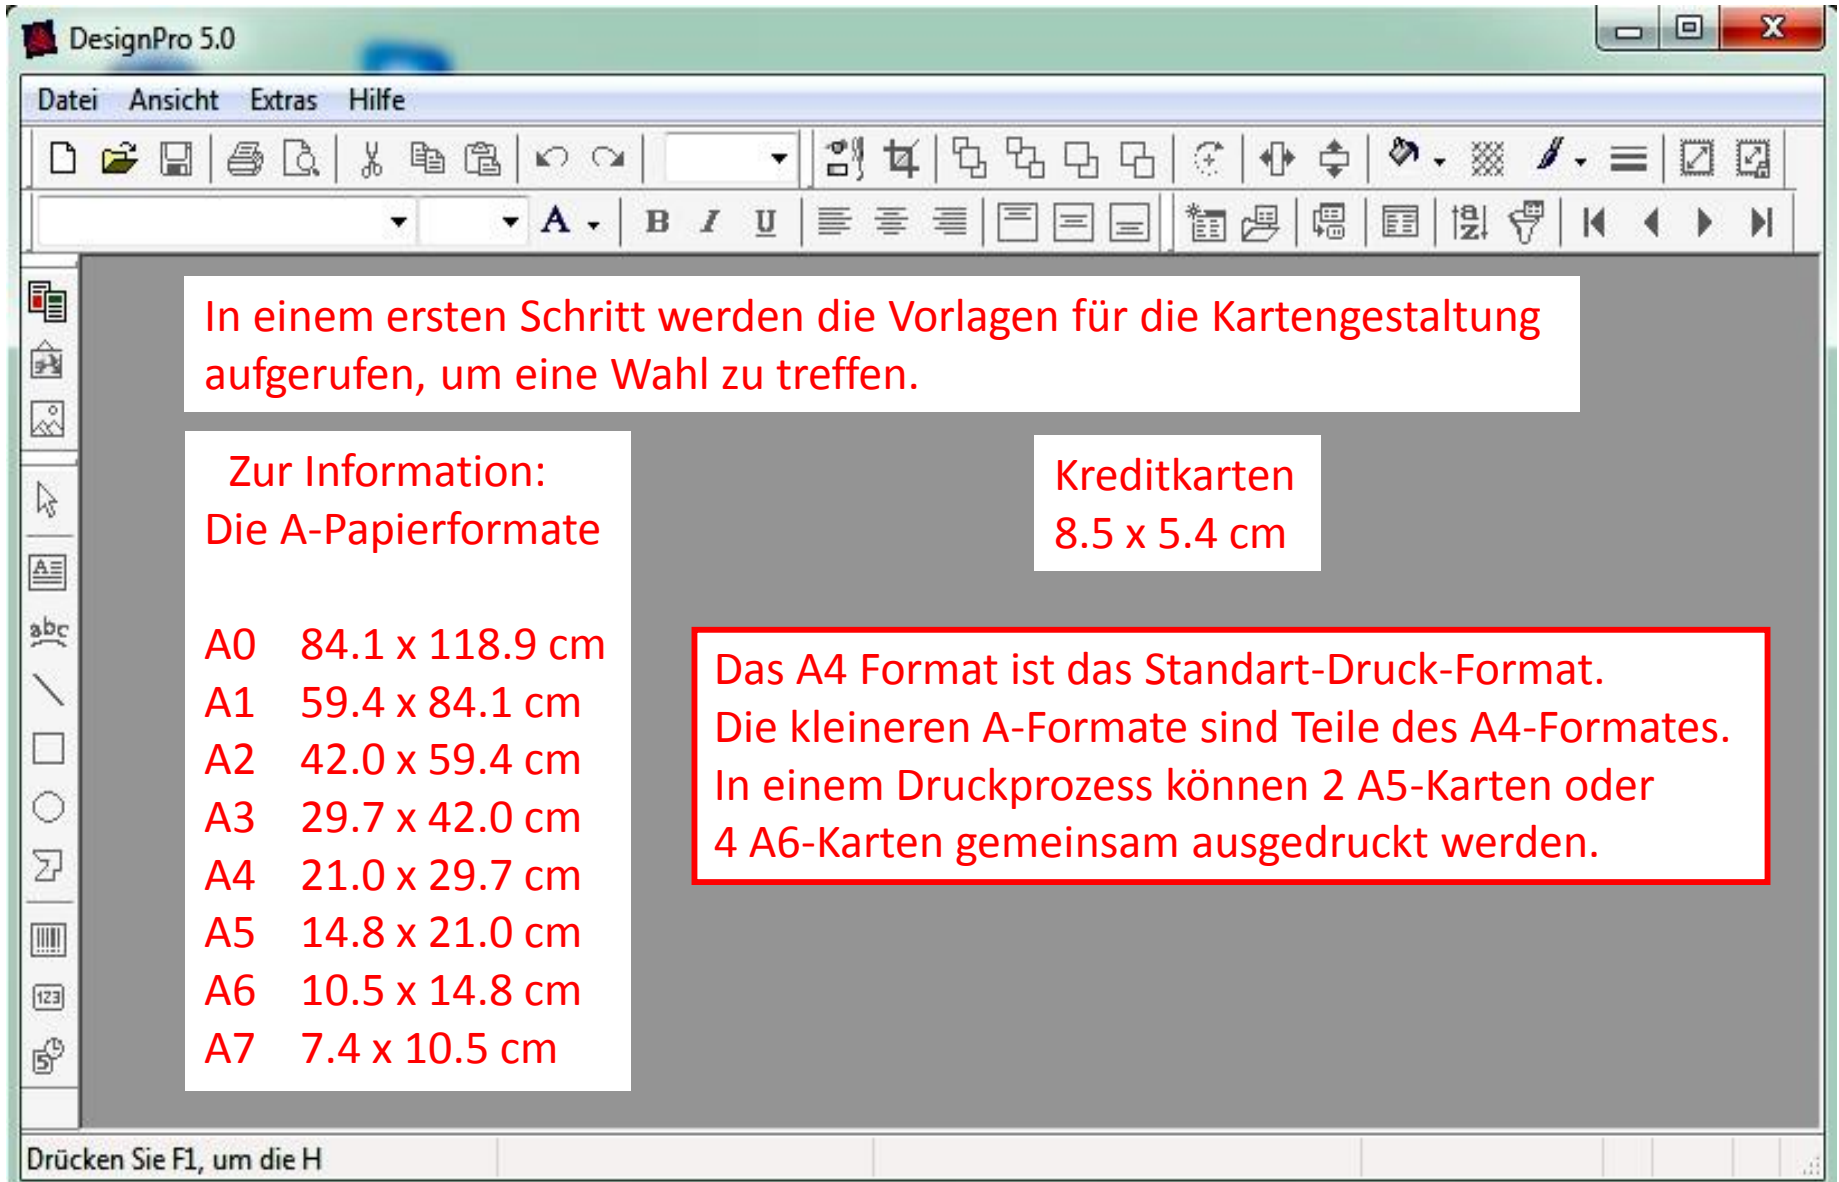 DesignPro 5.0
Datei Ansicht Extras Hilfe
A
B I U
In einem ersten Schritt werden die Vorlagen für die Kartengestaltung
aufgerufen, um eine Wahl zu treffen.
Zur Information:
Die A-Papierformate
A0 84.1 x 118.9 cm
A1 59.4 x 84.1 cm
A2 42.0 x 59.4 cm
A3 29.7 x 42.0 cm
A4 21.0 x 29.7 cm
A5 14.8 x 21.0 cm
A6 10.5 x 14.8 cm
A7 7.4 x 10.5 cm
Kreditkarten
8.5 x 5.4 cm
Das A4 Format ist das Standart-Druck-Format.
Die kleineren A-Formate sind Teile des A4-Formates.
In einem Druckprozess können 2 A5-Karten oder
4 A6-Karten gemeinsam ausgedruckt werden.
abc
123
5
Drücken Sie F1, um die H